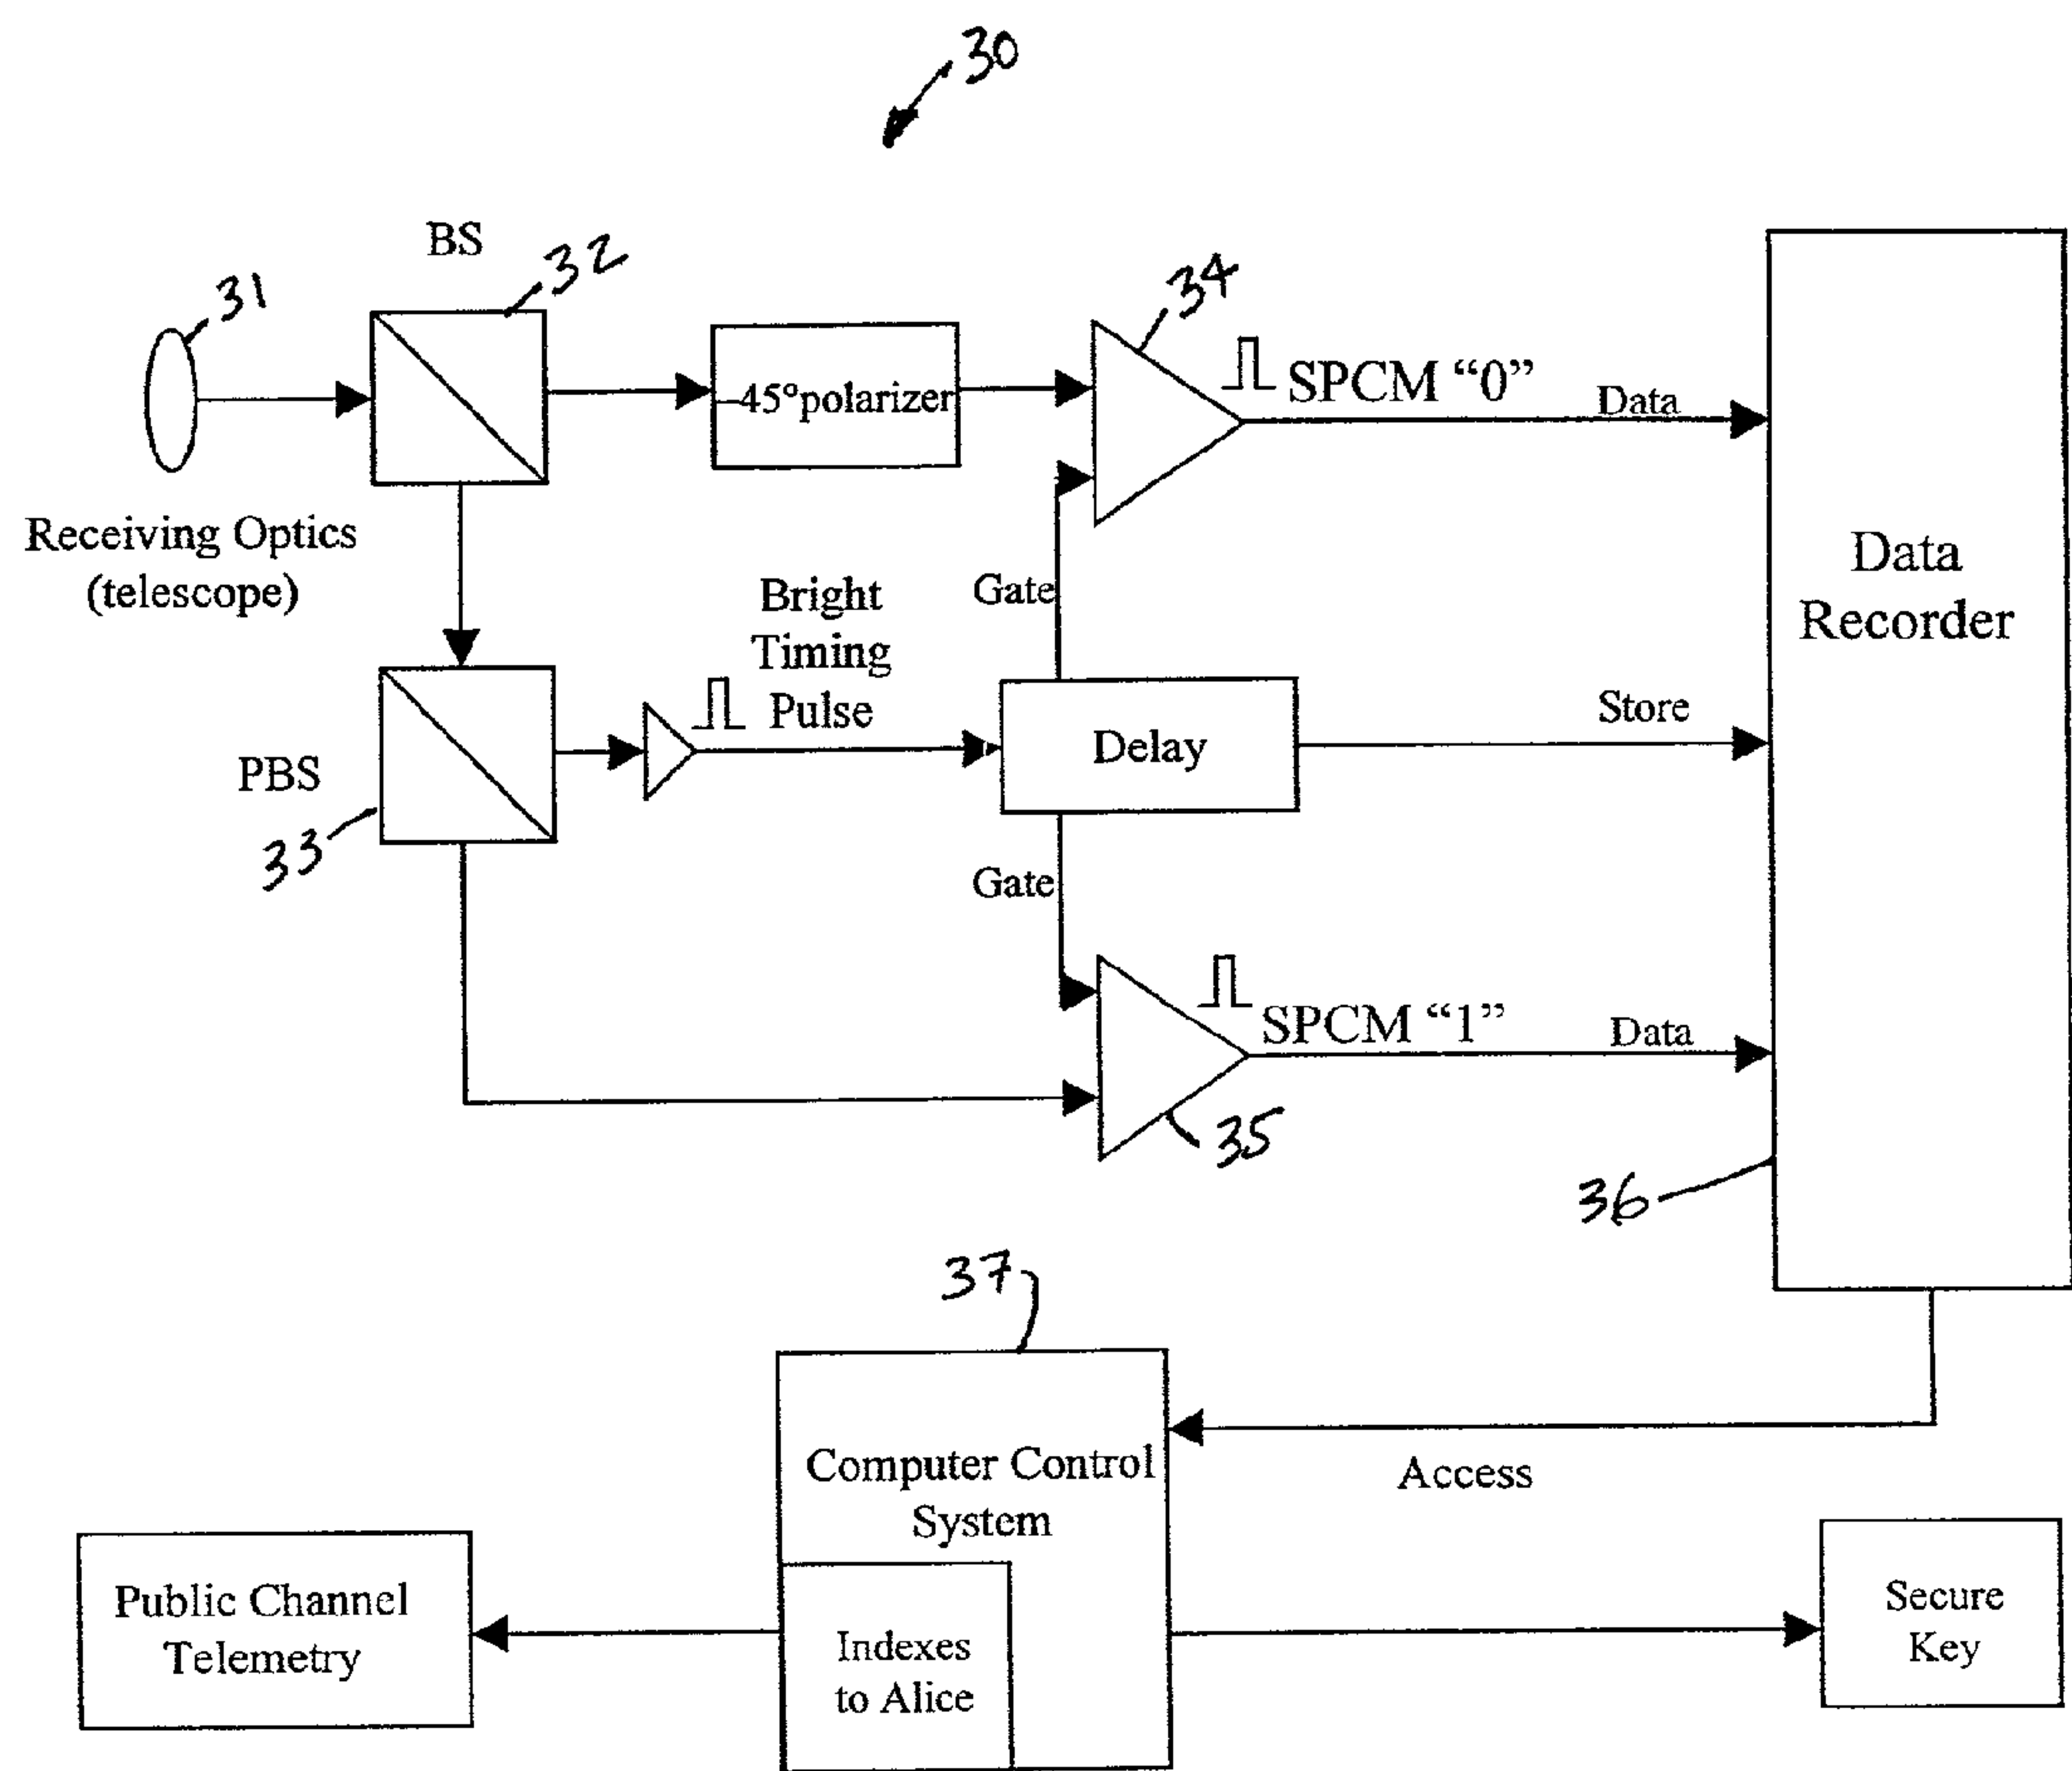 30
BS
32
31
34
–45°polarizer
SPCM “0”
Data
Receiving Optics
(telescope)
Gate
Bright
Timing
Pulse
Data
Recorder
PBS
33
Delay
Store
Gate
SPCM “1”
Data
35
36
37
Computer Control
System
Access
Public Channel
Telemetry
Indexes
to Alice
Secure
Key